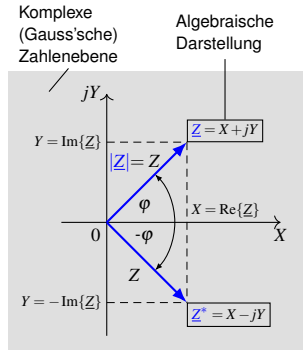 Komplexe
(Gauss'sche)
Zahlenebene
Algebraische
Darstellung
jY
Z = X + jY
Y = Im{Z}
|Z| = Z
φ
X = Re{Z}
0
-φ
X
Z
Y = −Im{Z}
Z* = X − jY